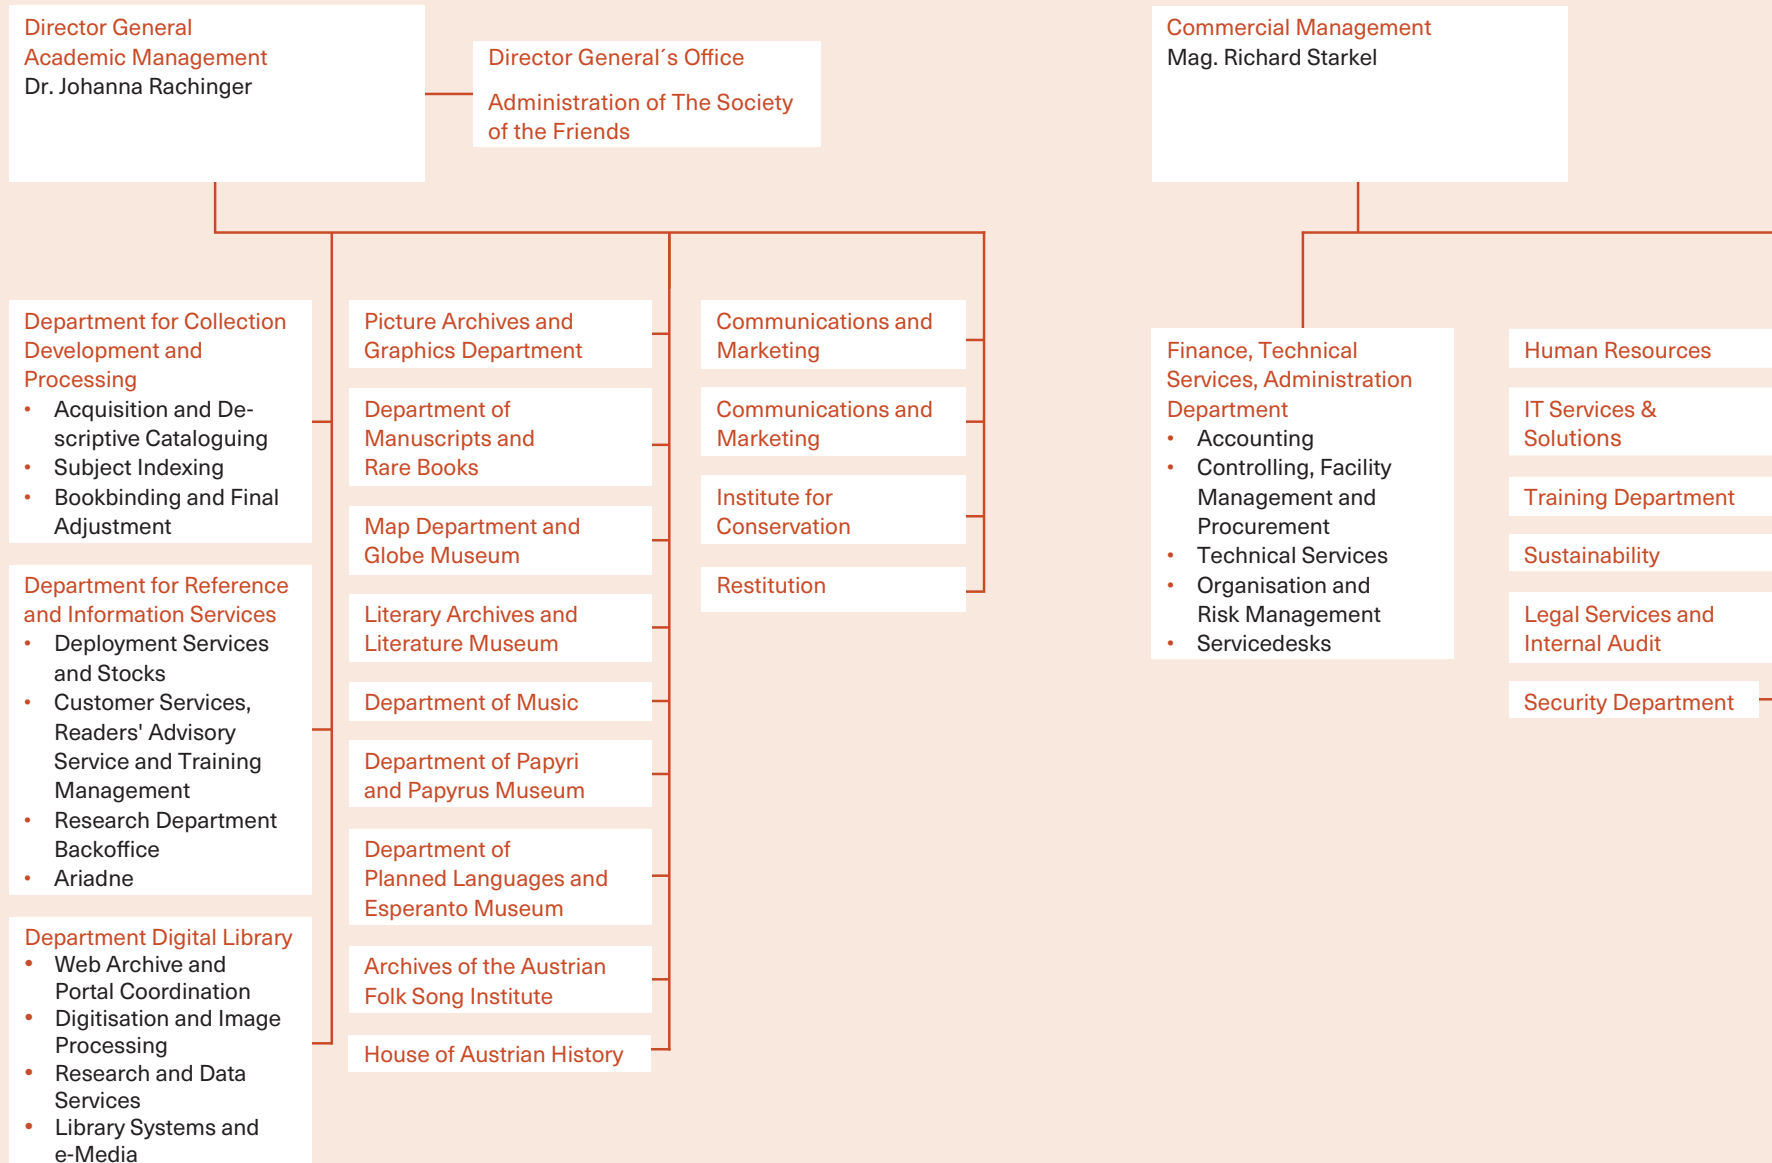 Director General
Academic Management
Dr. Johanna Rachinger
Director General´s Office
Administration of The Society
of the Friends
Commercial Management
Mag. Richard Starkel
Department for Collection
Development and
Processing
• Acquisition and De-
scriptive Cataloguing
• Subject Indexing
• Bookbinding and Final
Adjustment
Department for Reference
and Information Services
• Deployment Services
and Stocks
• Customer Services,
Readers' Advisory
Service and Training
Management
• Research Department
Backoffice
• Ariadne
Department Digital Library
• Web Archive and
Portal Coordination
• Digitisation and Image
Processing
• Research and Data
Services
• Library Systems and
e-Media
Picture Archives and
Graphics Department
Department of
Manuscripts and
Rare Books
Map Department and
Globe Museum
Literary Archives and
Literature Museum
Department of Music
Department of Papyri
and Papyrus Museum
Department of
Planned Languages and
Esperanto Museum
Archives of the Austrian
Folk Song Institute
House of Austrian History
Communications and
Marketing
Communications and
Marketing
Institute for
Conservation
Restitution
Finance, Technical
Services, Administration
Department
• Accounting
• Controlling, Facility
Management and
Procurement
• Technical Services
• Organisation and
Risk Management
• Servicedesks
Human Resources
IT Services &
Solutions
Training Department
Sustainability
Legal Services and
Internal Audit
Security Department